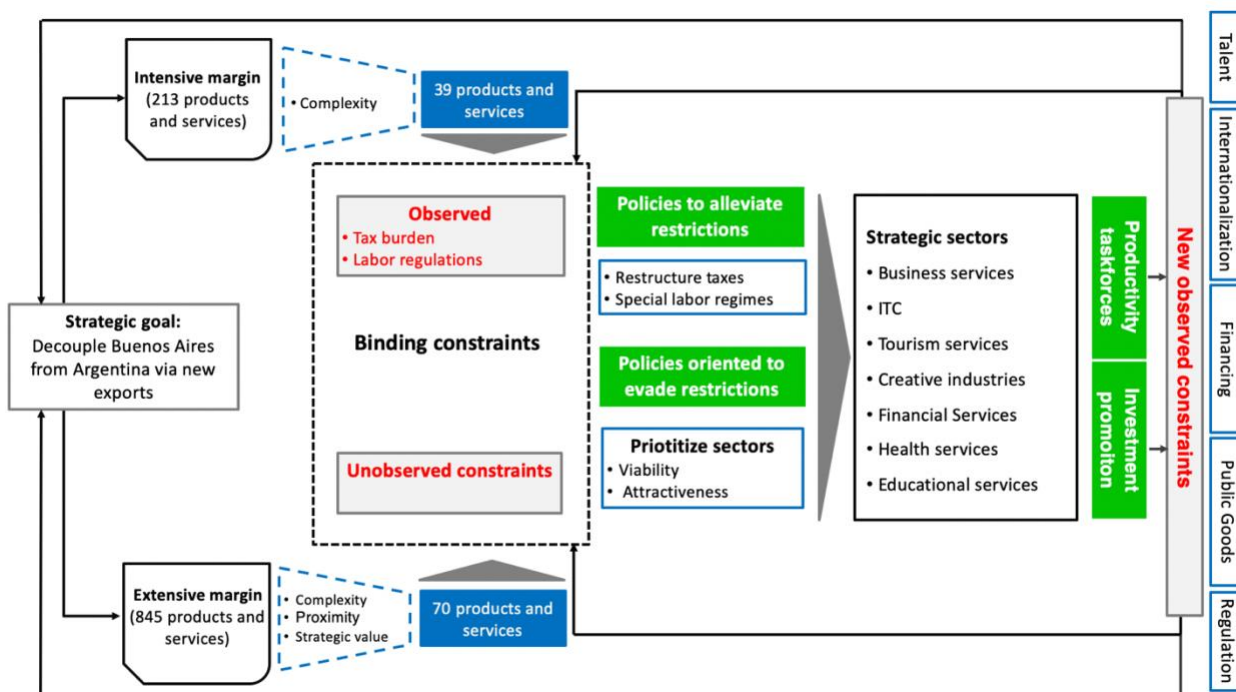 Intensive margin
(213 products
and services)
• Complexity
39 products and
services
Strategic goal:
Decouple Buenos Aires
from Argentina via new
exports
Observed
• Tax burden
• Labor regulations
Binding constraints
Unobserved constraints
Policies to alleviate
restrictions
• Restructure taxes
• Special labor regimes
Policies oriented to
evade restrictions
Priotitize sectors
• Viability
• Attractiveness
Strategic sectors
• Business services
• ITC
• Tourism services
• Creative industries
• Financial Services
• Health services
• Educational services
Productivity
taskforces
Investment
promoiton
New observed constraints
Talent
Internationalization
Financing
Public Goods
Regulation
Extensive margin
(845 products and
services)
• Complexity
• Proximity
• Strategic value
70 products and
services